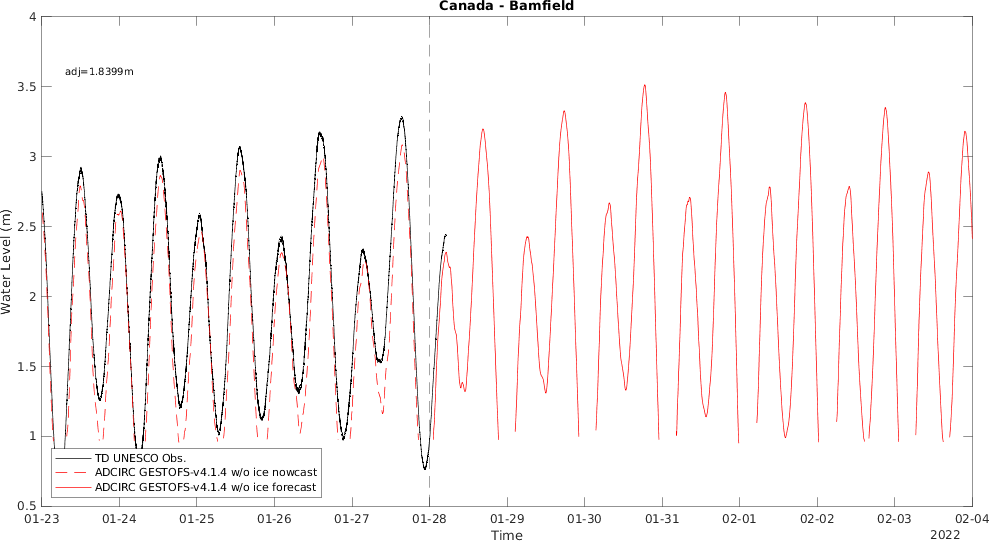 Canada - Bamfield
adj=1.8399m
4
3.5
3
2.5
2
1.5
1
0.5
Water Level (m)
TD UNESCO Obs.
ADCIRC GESTOFS-v4.1.4 w/o ice nowcast
ADCIRC GESTOFS-v4.1.4 w/o ice forecast
01-23 01-24 01-25 01-26 01-27 01-28 01-29 01-30 01-31 02-01 02-02 02-03 02-04
Time
2022